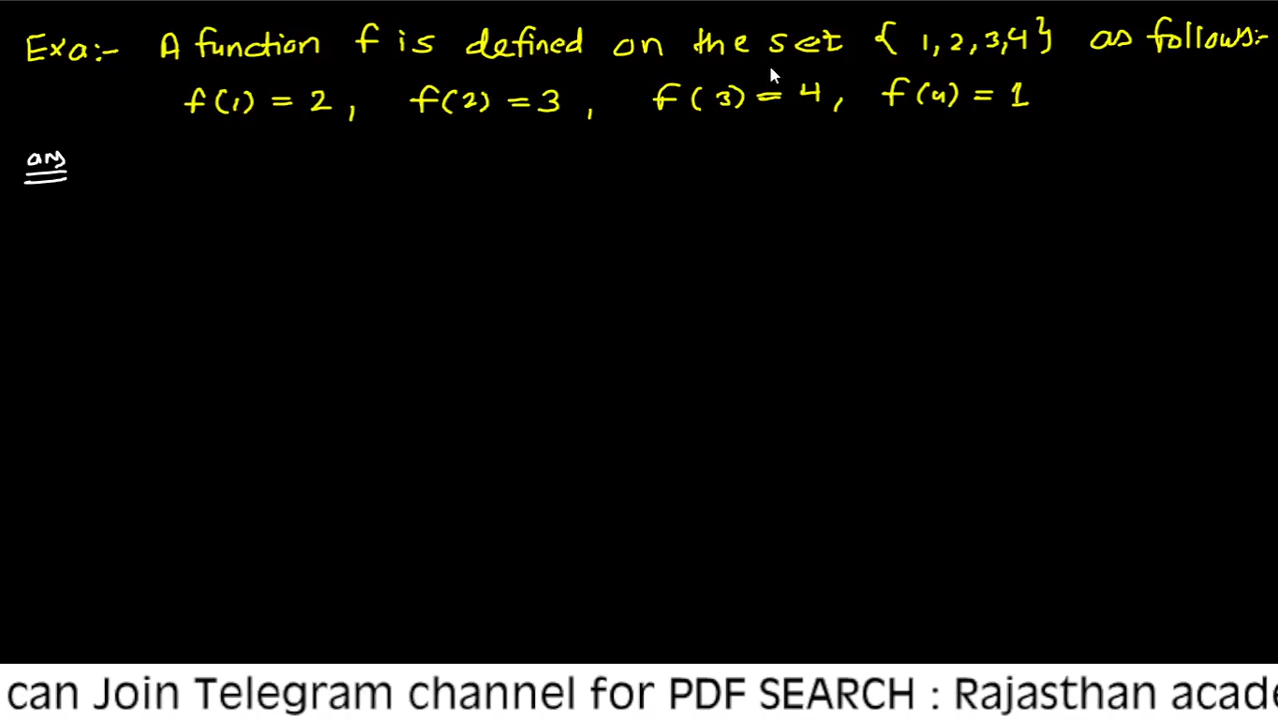 Exa:- A function f is defined on the set { 1, 2, 3, 4 } as follows:-
f(1) = 2, f(2) = 3, f(3) = 4, f(4) = 1
ans
can Join Telegram channel for PDF SEARCH : Rajasthan acade